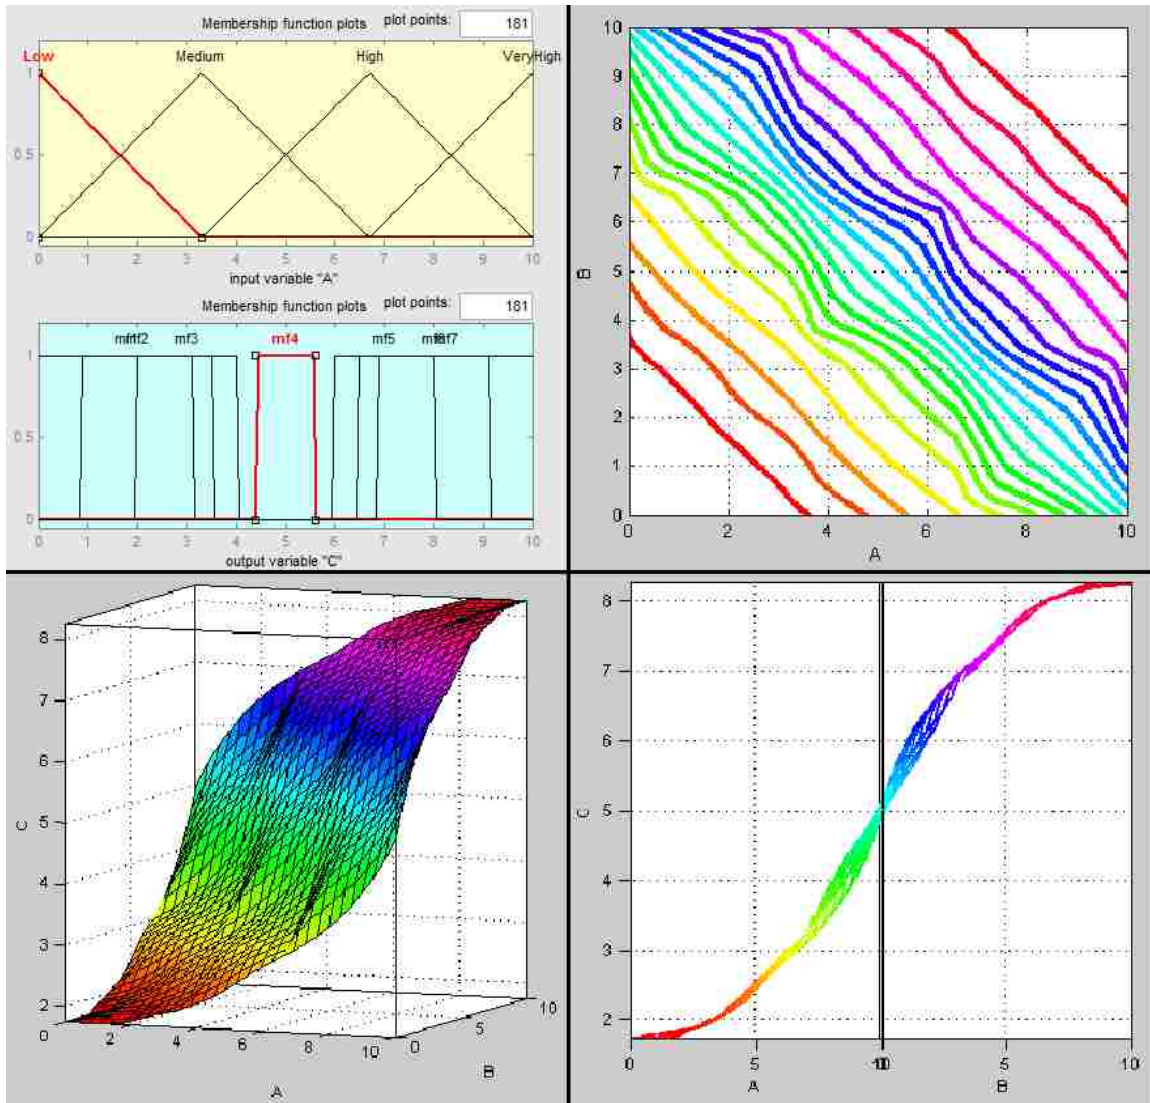 Membership function plots plot points: 181
Low Medium High VeryHigh
1
0.5
0
0 1 2 3 4 5 6 7 8 9 10
input variable "A"
Membership function plots plot points: 181
mf3 mf4 mf5
1
0.5
0
0 1 2 3 4 5 6 7 8 9 10
output variable "C"
10
9
8
7
6
5
4
3
2
1
0
B
0 2 4 6 8 10
A
8
7
6
5
4
3
2
C
0 2 4 6 8 10
A
0 5 10
B
8
7
6
5
4
3
2
C
0 5
A
5 10
B